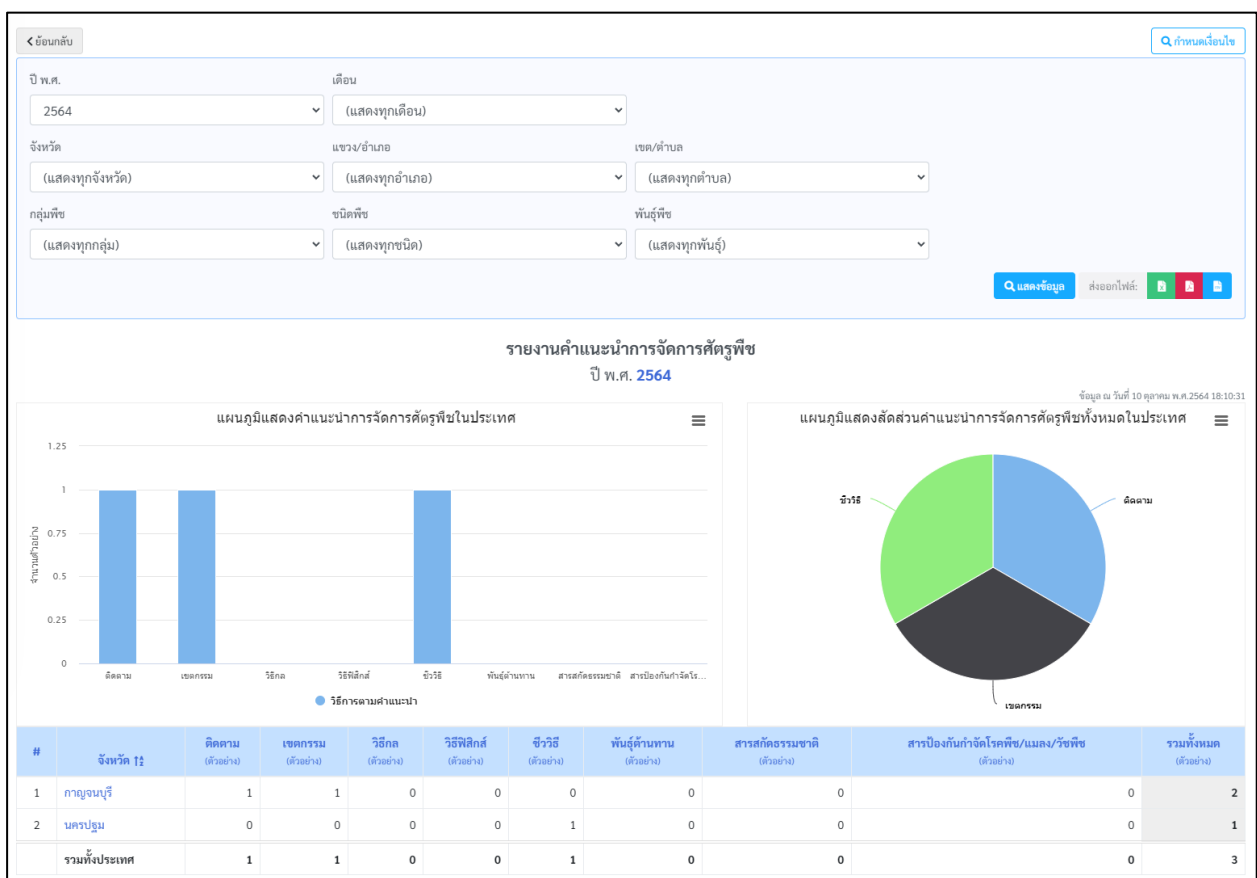 ย้อนกลับ
กำหนดเงื่อนไข
ปี พ.ศ. เดือน
2564 (แสดงทุกเดือน)
จังหวัด แขวง/อำเภอ เขต/ตำบล
(แสดงทุกจังหวัด) (แสดงทุกอำเภอ) (แสดงทุกตำบล)
กลุ่มพืช ชนิดพืช พันธุ์พืช
(แสดงทุกกลุ่ม) (แสดงทุกชนิด) (แสดงทุกพันธุ์)
แสดงข้อมูล ส่งออกไฟล์:
รายงานคำแนะนำการจัดการศัตรูพืช
ปี พ.ศ. 2564
ข้อมูล ณ วันที่ 10 ตุลาคม พ.ศ.2564 18:10:31
แผนภูมิแสดงคำแนะนำการจัดการศัตรูพืชในประเทศ
จำนวนตัวอย่าง
1.25
1
0.75
0.5
0.25
0
ติดตาม เขตกรรม วิธีกล วิธีฟิสิกส์ ชีววิธี พันธุ์ต้านทาน สารสกัดธรรมชาติ สารป้องกันกำจัดโร...
วิธีการตามคำแนะนำ
แผนภูมิแสดงสัดส่วนคำแนะนำการจัดการศัตรูพืชทั้งหมดในประเทศ
ชีววิธี
ติดตาม
เขตกรรม
# จังหวัด ติดตาม (ตัวอย่าง) เขตกรรม (ตัวอย่าง) วิธีกล (ตัวอย่าง) วิธีฟิสิกส์ (ตัวอย่าง) ชีววิธี (ตัวอย่าง) พันธุ์ต้านทาน (ตัวอย่าง) สารสกัดธรรมชาติ (ตัวอย่าง) สารป้องกันกำจัดโรคพืช/แมลง/วัชพืช (ตัวอย่าง) รวมทั้งหมด (ตัวอย่าง)
1 กาญจนบุรี 1 1 0 0 0 0 0 0 2
2 นครปฐม 0 0 0 0 1 0 0 0 1
รวมทั้งประเทศ 1 1 0 0 1 0 0 0 3